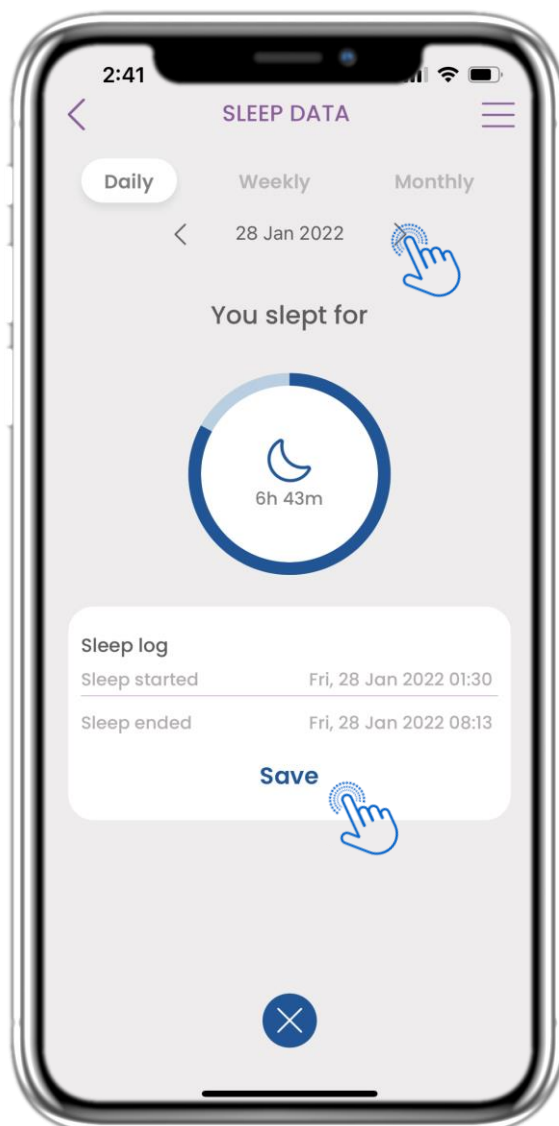 2:41
SLEEP DATA
Daily Weekly Monthly
28 Jan 2022
You slept for
6h 43m
Sleep log
Sleep started Fri, 28 Jan 2022 01:30
Sleep ended Fri, 28 Jan 2022 08:13
Save